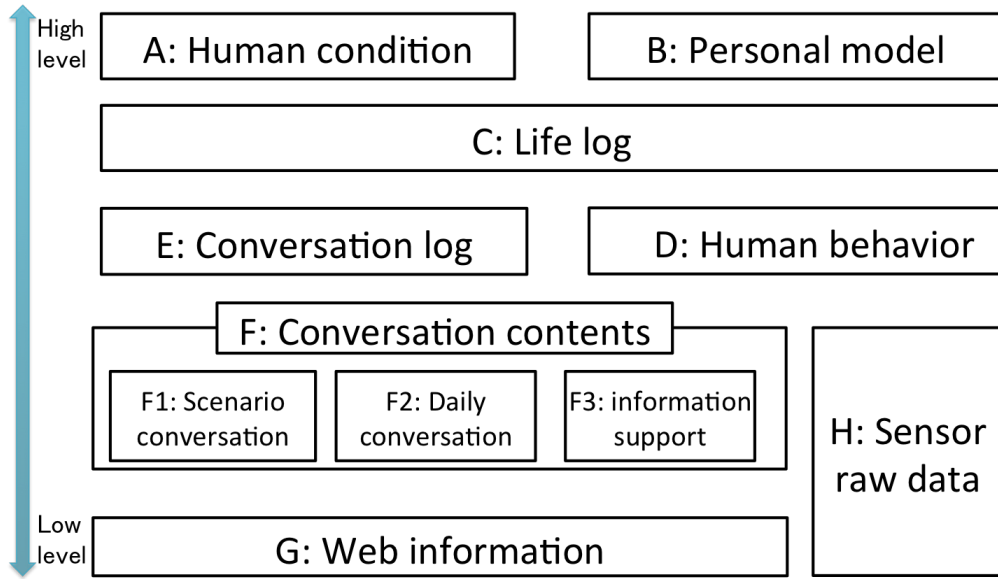 High
level
A: Human condition
B: Personal model
C: Life log
E: Conversation log
D: Human behavior
F: Conversation contents
F1: Scenario
conversation
F2: Daily
conversation
F3: information
support
H: Sensor
raw data
Low
level
G: Web information